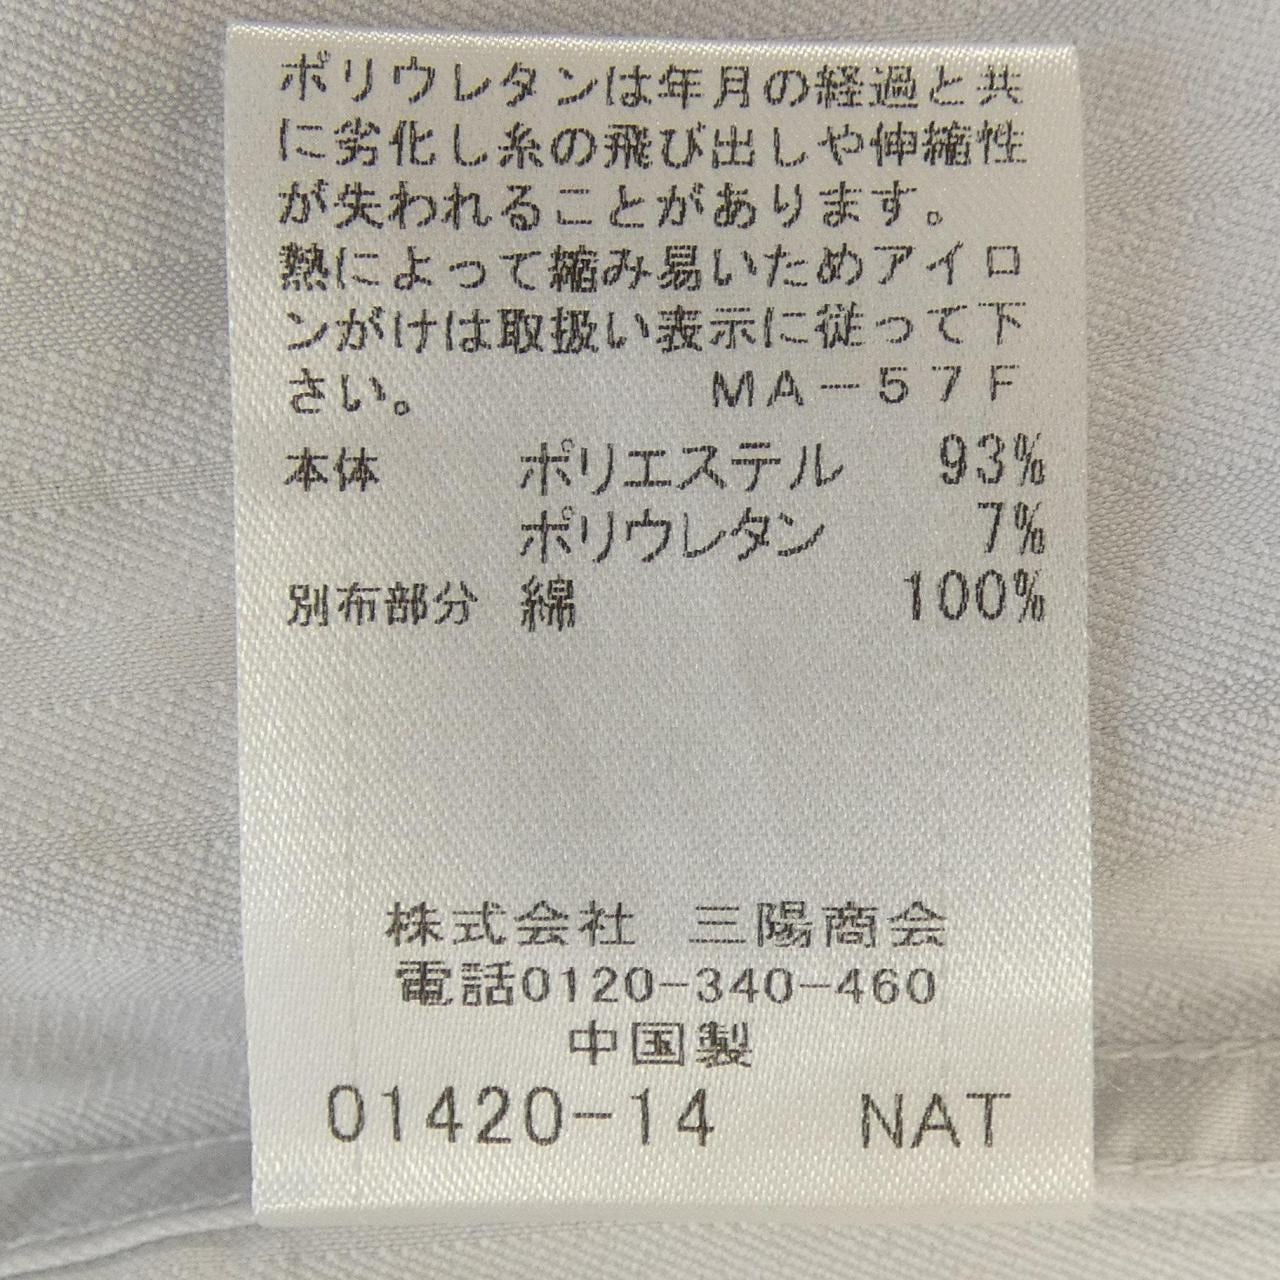 ポリウレタンは年月の経過と共
に劣化し糸の飛び出しや伸縮性
が失われることがあります。
熱によって縮み易いためアイロ
ンがけは取扱い表示に従って下
さい。 MA-57F
本体 ポリエステル 93%
ポリウレタン 7%
別布部分 綿 100%
株式会社 三陽商会
電話0120-340-460
中国製
01420-14 NAT